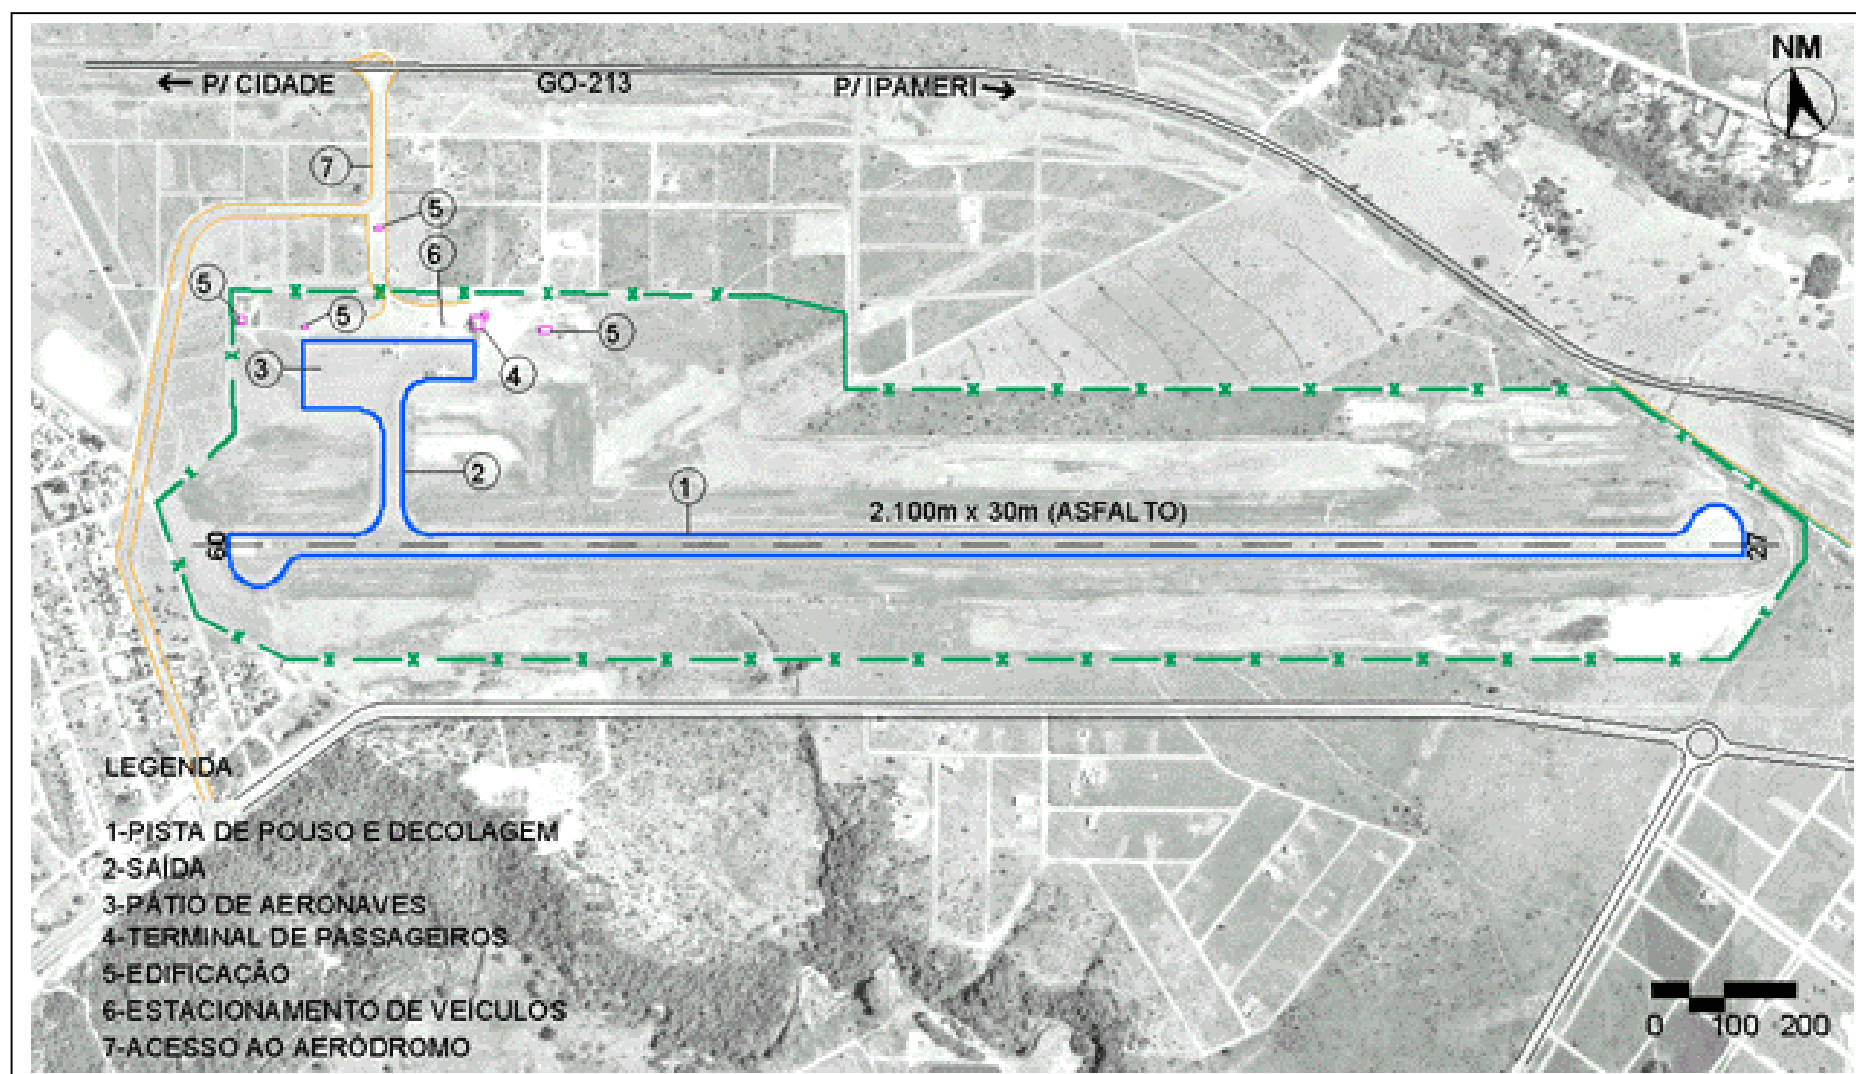 NM
← P/ CIDADE GO-213 P/ IPAMERI →
7
5
6
5
5
5
3
4
2
1
2.100m x 30m (ASFALTO)
09
27
LEGENDA
1-PISTA DE POUSO E DECOLAGEM
2-SAÍDA
3-PÁTIO DE AERONAVES
4-TERMINAL DE PASSAGEIROS
5-EDIFICAÇÃO
6-ESTACIONAMENTO DE VEÍCULOS
7-ACESSO AO AERÓDROMO
0 100 200